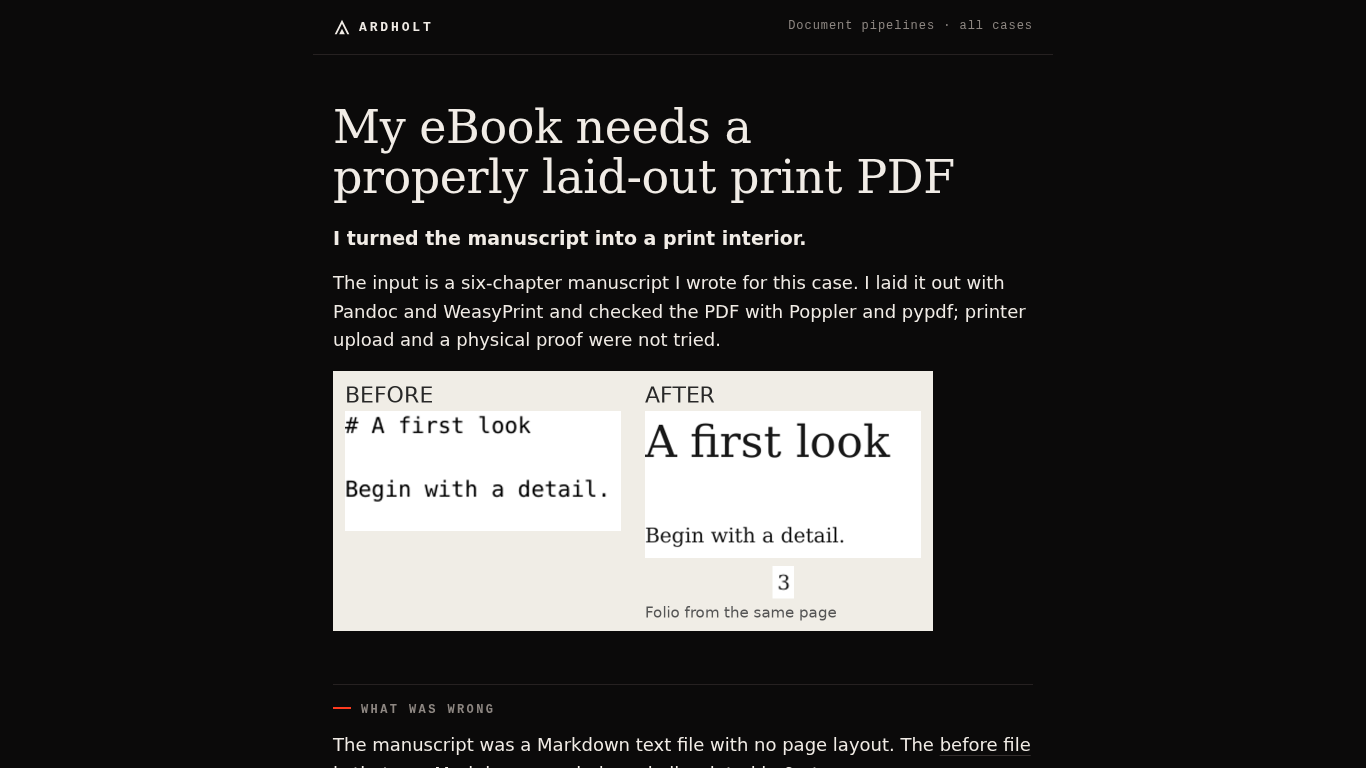 ARDHOLT
Document pipelines · all cases
My eBook needs a
properly laid-out print PDF
I turned the manuscript into a print interior.
The input is a six-chapter manuscript I wrote for this case. I laid it out with
Pandoc and WeasyPrint and checked the PDF with Poppler and pypdf; printer
upload and a physical proof were not tried.
BEFORE
# A first look
Begin with a detail.
AFTER
A first look
Begin with a detail.
3
Folio from the same page
WHAT WAS WRONG
The manuscript was a Markdown text file with no page layout. The before file